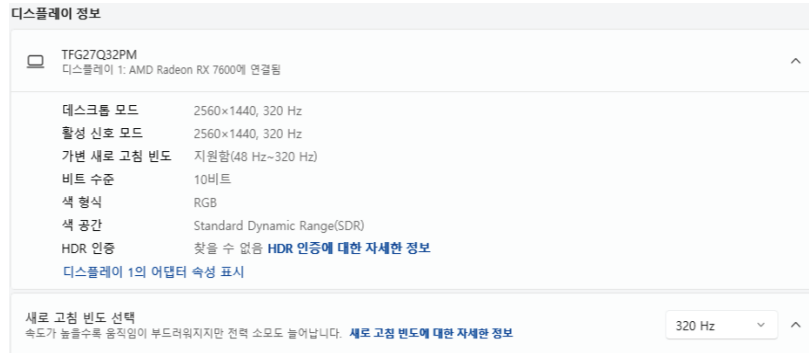 디스플레이 정보
TFG27Q32PM
디스플레이 1: AMD Radeon RX 7600에 연결됨
데스크톱 모드 2560×1440, 320 Hz
활성 신호 모드 2560×1440, 320 Hz
가변 새로 고침 빈도 지원함(48 Hz~320 Hz)
비트 수준 10비트
색 형식 RGB
색 공간 Standard Dynamic Range(SDR)
HDR 인증 찾을 수 없음 HDR 인증에 대한 자세한 정보
디스플레이 1의 어댑터 속성 표시
새로 고침 빈도 선택
속도가 높을수록 움직임이 부드러워지지만 전력 소모도 늘어납니다. 새로 고침 빈도에 대한 자세한 정보
320 Hz